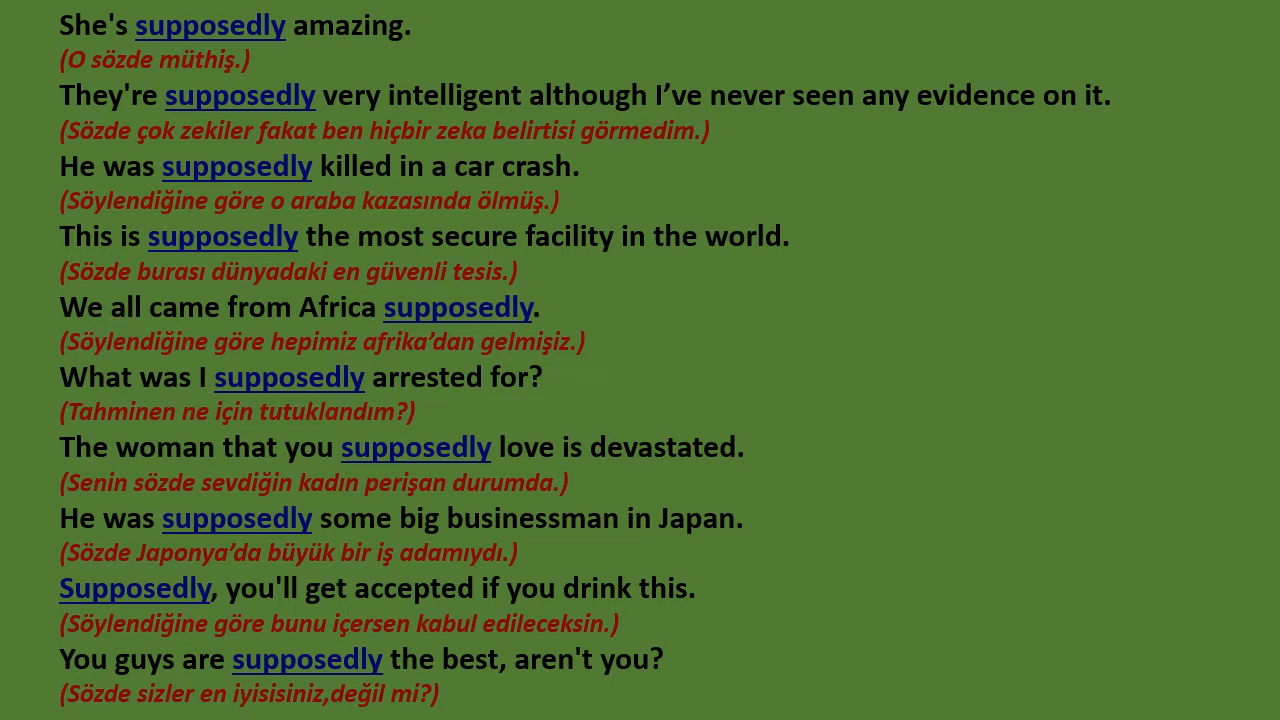 She's supposedly amazing.
(O sözde müthiş.)
They're supposedly very intelligent although I’ve never seen any evidence on it.
(Sözde çok zekiler fakat ben hiçbir zeka belirtisi görmedim.)
He was supposedly killed in a car crash.
(Söylendiğine göre o araba kazasında ölmüş.)
This is supposedly the most secure facility in the world.
(Sözde burası dünyadaki en güvenli tesis.)
We all came from Africa supposedly.
(Söylendiğine göre hepimiz afrika’dan gelmişiz.)
What was I supposedly arrested for?
(Tahminen ne için tutuklandım?)
The woman that you supposedly love is devastated.
(Senin sözde sevdiğin kadın perişan durumda.)
He was supposedly some big businessman in Japan.
(Sözde Japonya’da büyük bir iş adamıydı.)
Supposedly, you'll get accepted if you drink this.
(Söylendiğine göre bunu içersen kabul edileceksin.)
You guys are supposedly the best, aren't you?
(Sözde sizler en iyisisiniz,değil mi?)